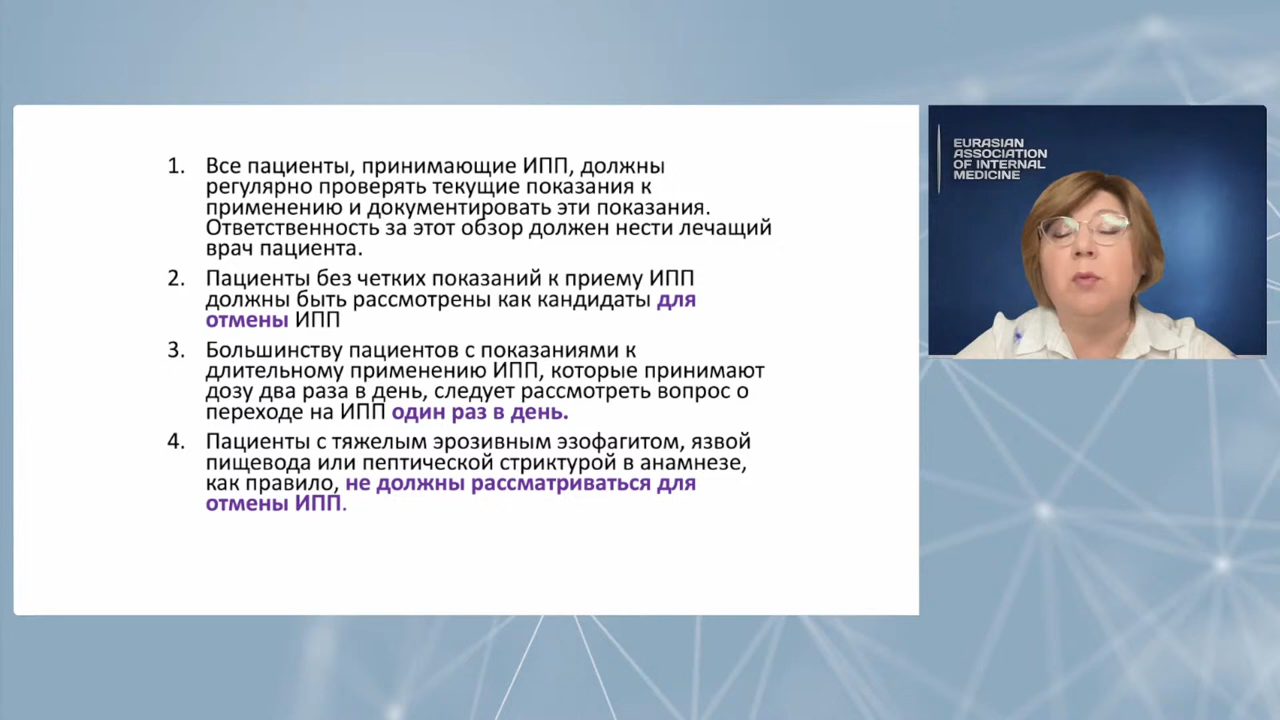 1. Все пациенты, принимающие ИПП, должны
регулярно проверять текущие показания к
применению и документировать эти показания.
Ответственность за этот обзор должен нести лечащий
врач пациента.
2. Пациенты без четких показаний к приему ИПП
должны быть рассмотрены как кандидаты для
отмены ИПП
3. Большинству пациентов с показаниями к
длительному применению ИПП, которые принимают
дозу два раза в день, следует рассмотреть вопрос о
переходе на ИПП один раз в день.
4. Пациенты с тяжелым эрозивным эзофагитом, язвой
пищевода или пептической стриктурой в анамнезе,
как правило, не должны рассматриваться для
отмены ИПП.
EURASIAN
ASSOCIATION
OF INTERNAL
MEDICINE